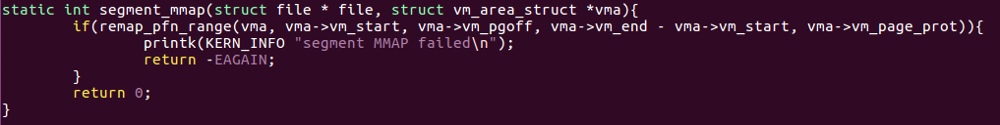 static int segment_mmap(struct file * file, struct vm_area_struct *vma){
        if(remap_pfn_range(vma, vma->vm_start, vma->vm_pgoff, vma->vm_end - vma->vm_start, vma->vm_page_prot)){
                printk(KERN_INFO "segment MMAP failed\n");
                return -EAGAIN;
        }
        return 0;
}